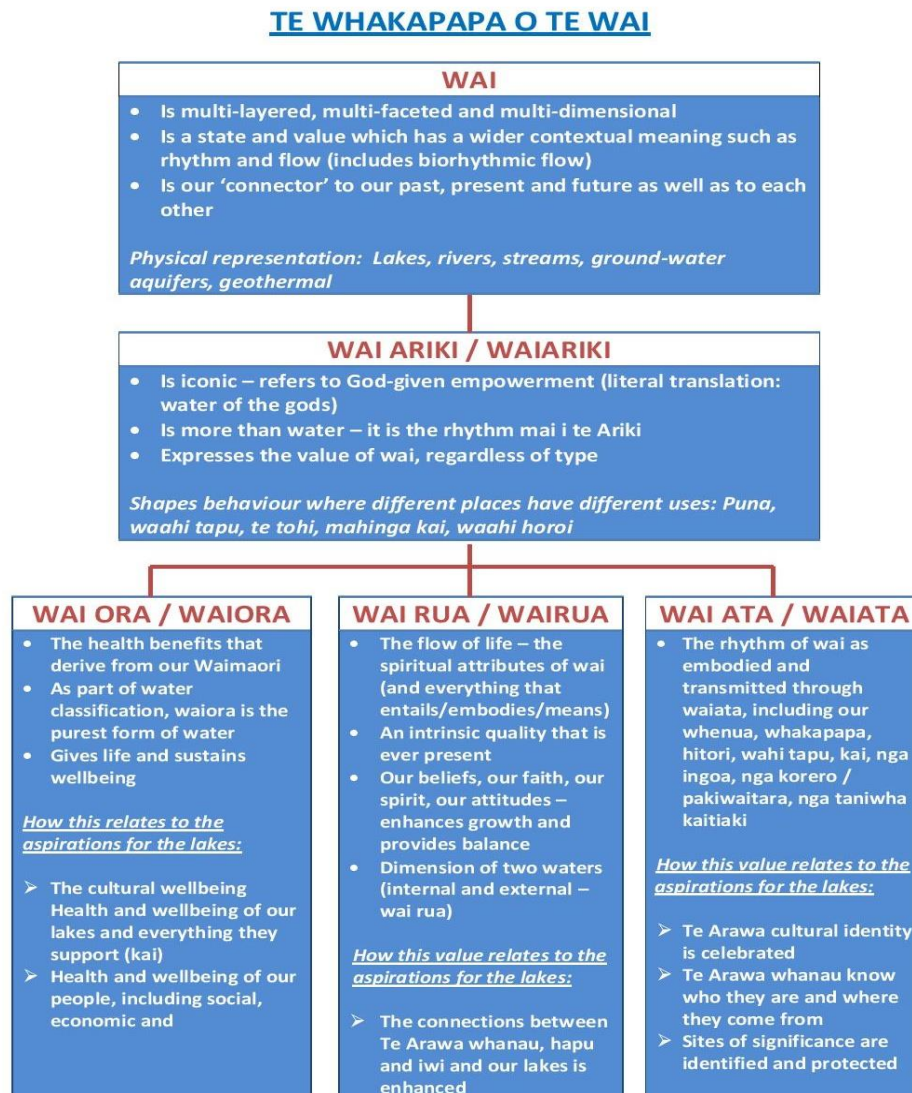 TE WHAKAPAPA O TE WAI
WAI
• Is multi-layered, multi-faceted and multi-dimensional
• Is a state and value which has a wider contextual meaning such as
rhythm and flow (includes biorhythmic flow)
• Is our ‘connector’ to our past, present and future as well as to each
other
Physical representation: Lakes, rivers, streams, ground-water
aquifers, geothermal
WAI ARIKI / WAIARIKI
• Is iconic – refers to God-given empowerment (literal translation:
water of the gods)
• Is more than water – it is the rhythm mai i te Ariki
• Expresses the value of wai, regardless of type
Shapes behaviour where different places have different uses: Puna,
waahi tapu, te tohi, mahinga kai, waahi horoi
WAI ORA / WAIORA
• The health benefits that
derive from our Waimaori
• As part of water
classification, waiora is the
purest form of water
• Gives life and sustains
wellbeing
How this relates to the
aspirations for the lakes:
➢ The cultural wellbeing
Health and wellbeing of our
lakes and everything they
support (kai)
➢ Health and wellbeing of our
people, including social,
economic and
WAI RUA / WAIRUA
• The flow of life – the
spiritual attributes of wai
(and everything that
entails/embodies/means)
• An intrinsic quality that is
ever present
• Our beliefs, our faith, our
spirit, our attitudes –
enhances growth and
provides balance
• Dimension of two waters
(internal and external –
wai rua)
How this value relates to the
aspirations for the lakes:
➢ The connections between
Te Arawa whanau, hapu
and iwi and our lakes is
enhanced
WAI ATA / WAIATA
• The rhythm of wai as
embodied and
transmitted through
waiata, including our
whenua, whakapapa,
hitori, wahi tapu, kai, nga
ingoa, nga korero /
pakiwaitara, nga taniwha
kaitiaki
How this value relates to the
aspirations for the lakes:
➢ Te Arawa cultural identity
is celebrated
➢ Te Arawa whanau know
who they are and where
they come from
➢ Sites of significance are
identified and protected